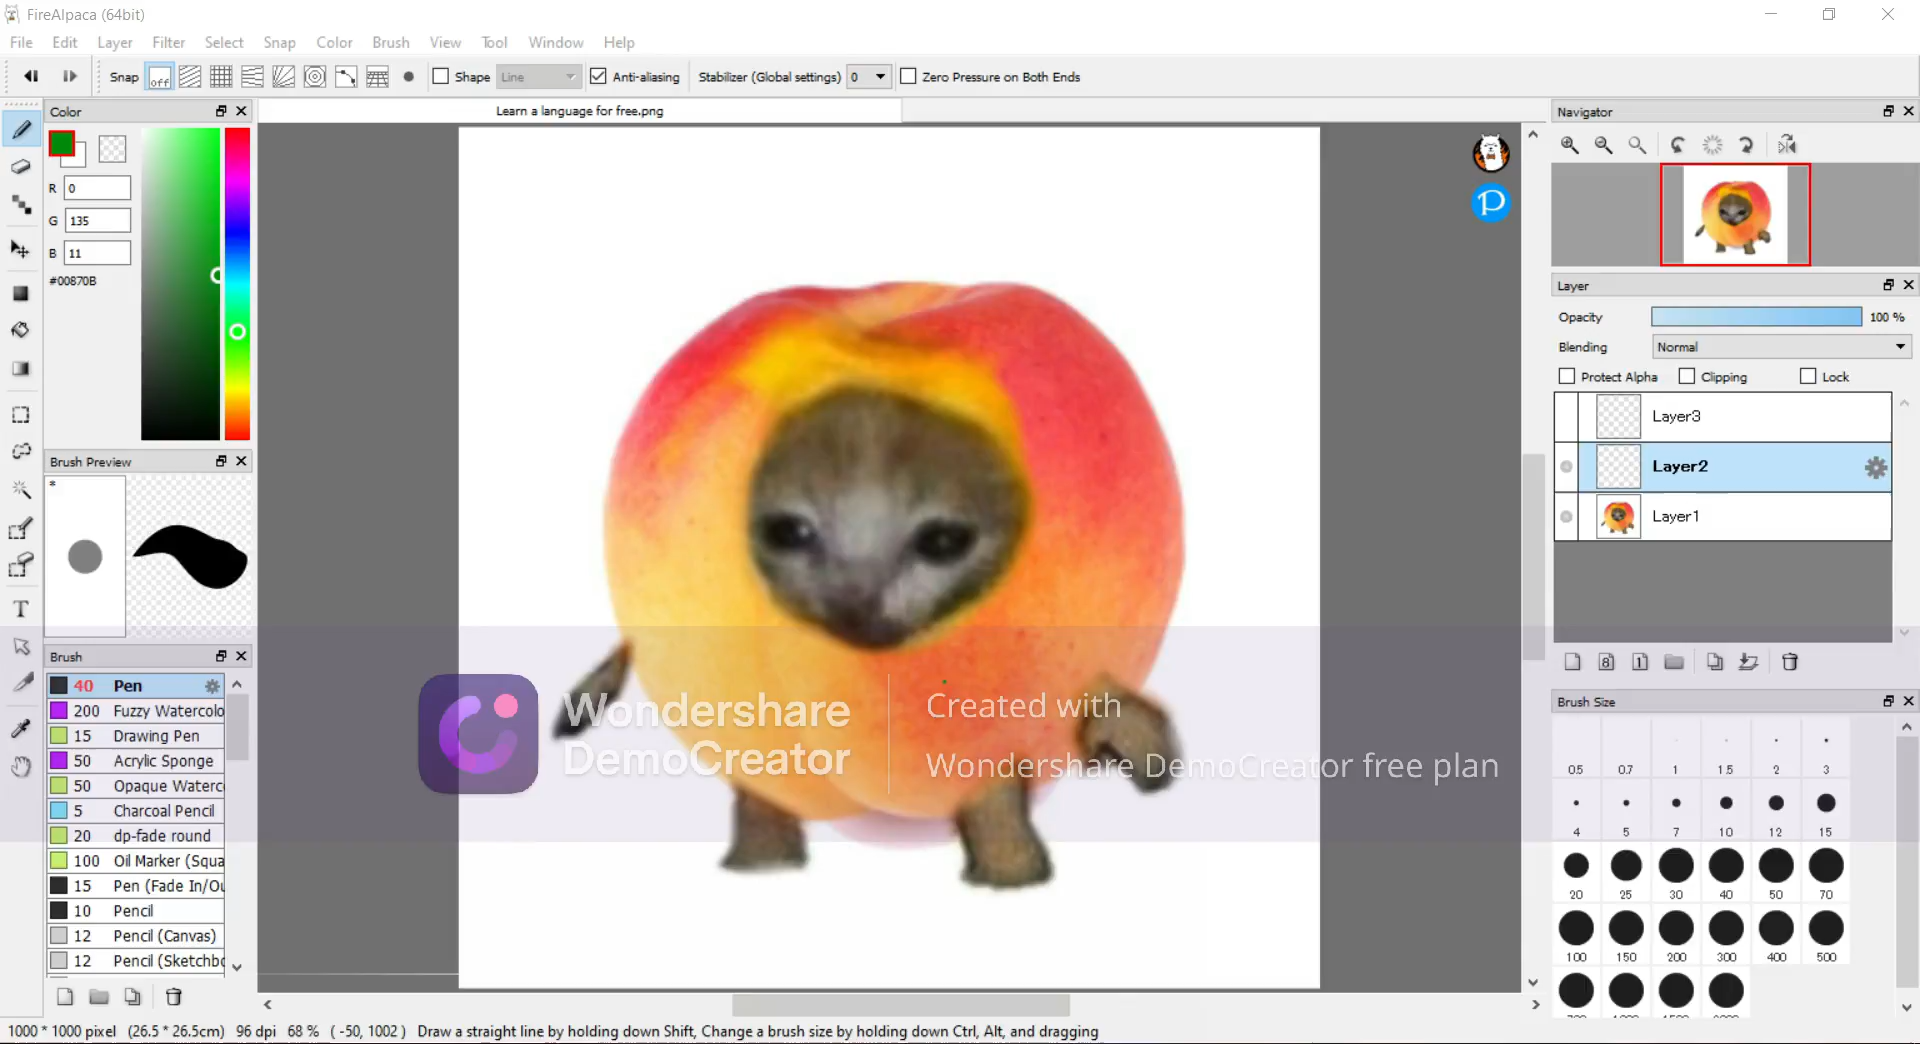 FireAlpaca (64bit)
File Edit Layer Filter Select Snap Color Brush View Tool Window Help
Snap off Shape Line Anti-aliasing Stabilizer (Global settings) 0 Zero Pressure on Both Ends
Color
Learn a language for free.png
Navigator
R 0
G 135
B 11
#00870B
P
Layer
Opacity 100 %
Blending Normal
Protect Alpha Clipping Lock
Layer3
Layer2
Layer1
8 1
Brush Preview
*
T
Brush
40 Pen
200 Fuzzy Watercolo
15 Drawing Pen
50 Acrylic Sponge
50 Opaque Waterc
5 Charcoal Pencil
20 dp-fade round
100 Oil Marker (Squa
15 Pen (Fade In/Ou
10 Pencil
12 Pencil (Canvas)
12 Pencil (Sketchbo
Wondershare
DemoCreator
Created with
Wondershare DemoCreator free plan
Brush Size
0.5 0.7 1 1.5 2 3
4 5 7 10 12 15
20 25 30 40 50 70
100 150 200 300 400 500
1000 * 1000 pixel (26.5 * 26.5cm) 96 dpi 68 % ( -50, 1002 ) Draw a straight line by holding down Shift, Change a brush size by holding down Ctrl, Alt, and dragging